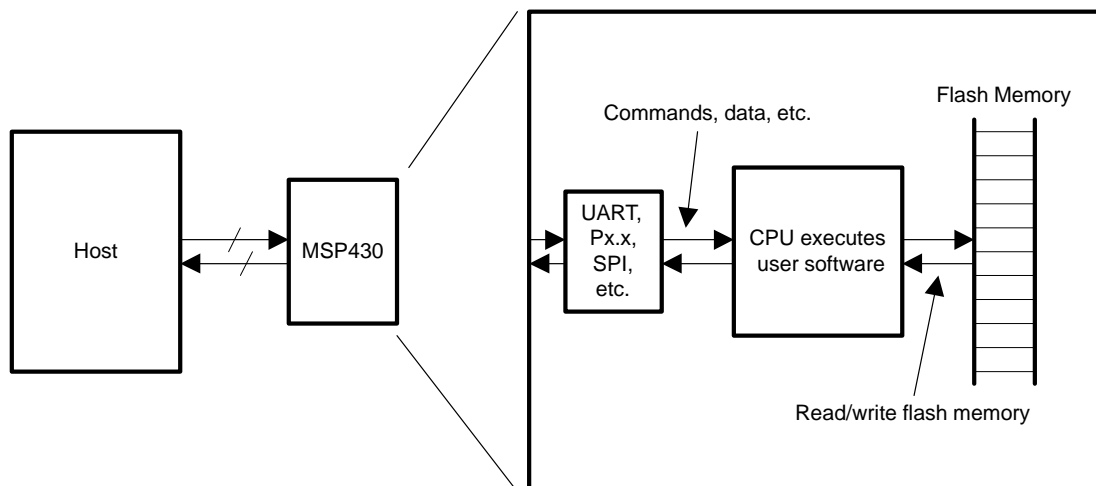 Host
MSP430
Commands, data, etc.
Flash Memory
UART,
Px.x,
SPI,
etc.
CPU executes
user software
Read/write flash memory